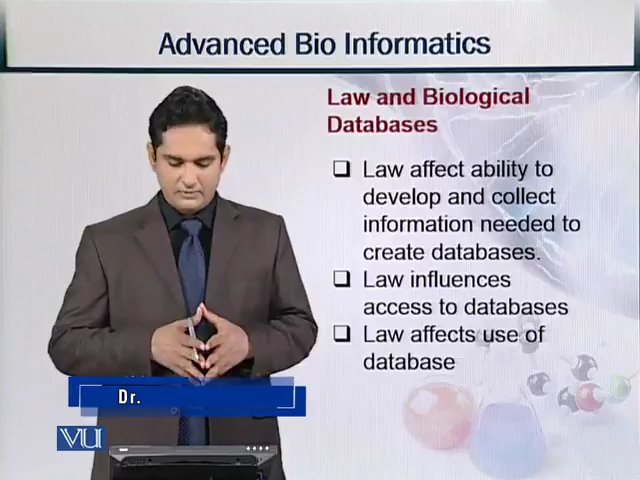 Advanced Bio Informatics
Law and Biological
Databases
❑ Law affect ability to
develop and collect
information needed to
create databases.
❑ Law influences
access to databases
❑ Law affects use of
database
Dr.
VU